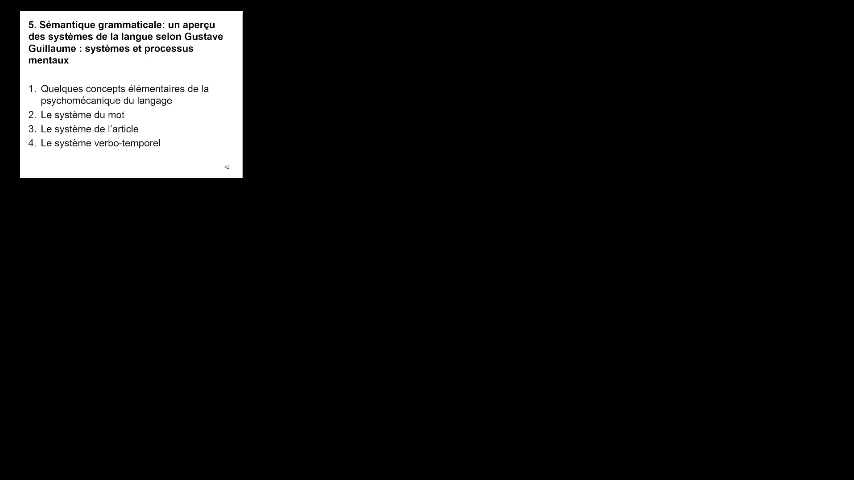 5. Sémantique grammaticale: un aperçu
des systèmes de la langue selon Gustave
Guillaume : systèmes et processus
mentaux
1. Quelques concepts élémentaires de la
psychomécanique du langage
2. Le système du mot
3. Le système de l'article
4. Le système verbo-temporel